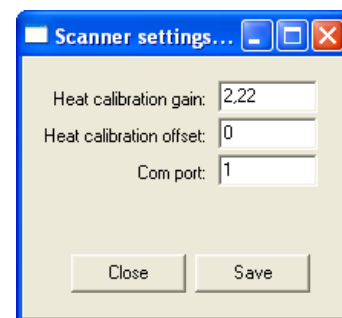 Scanner settings...
Heat calibration gain: 2,22
Heat calibration offset: 0
Com port: 1
Close Save